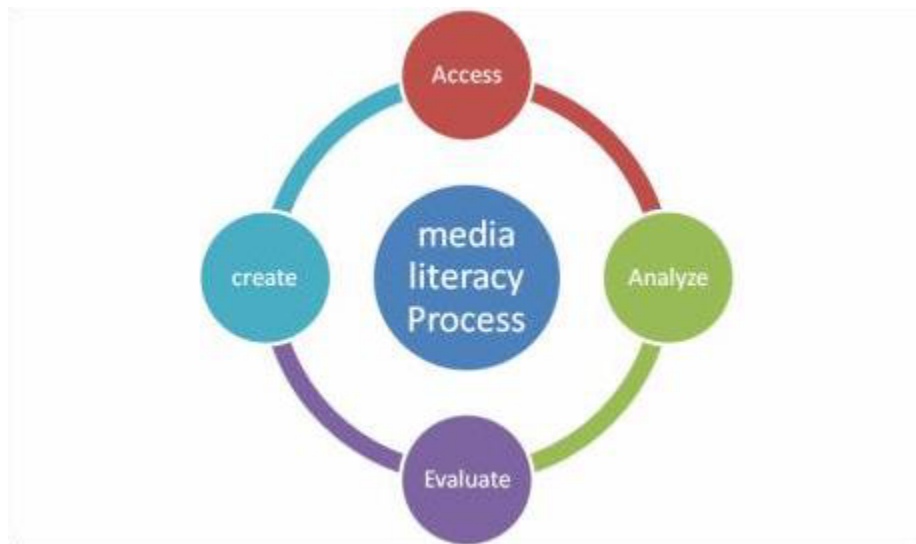 Access
media
literacy
Process
create
Analyze
Evaluate